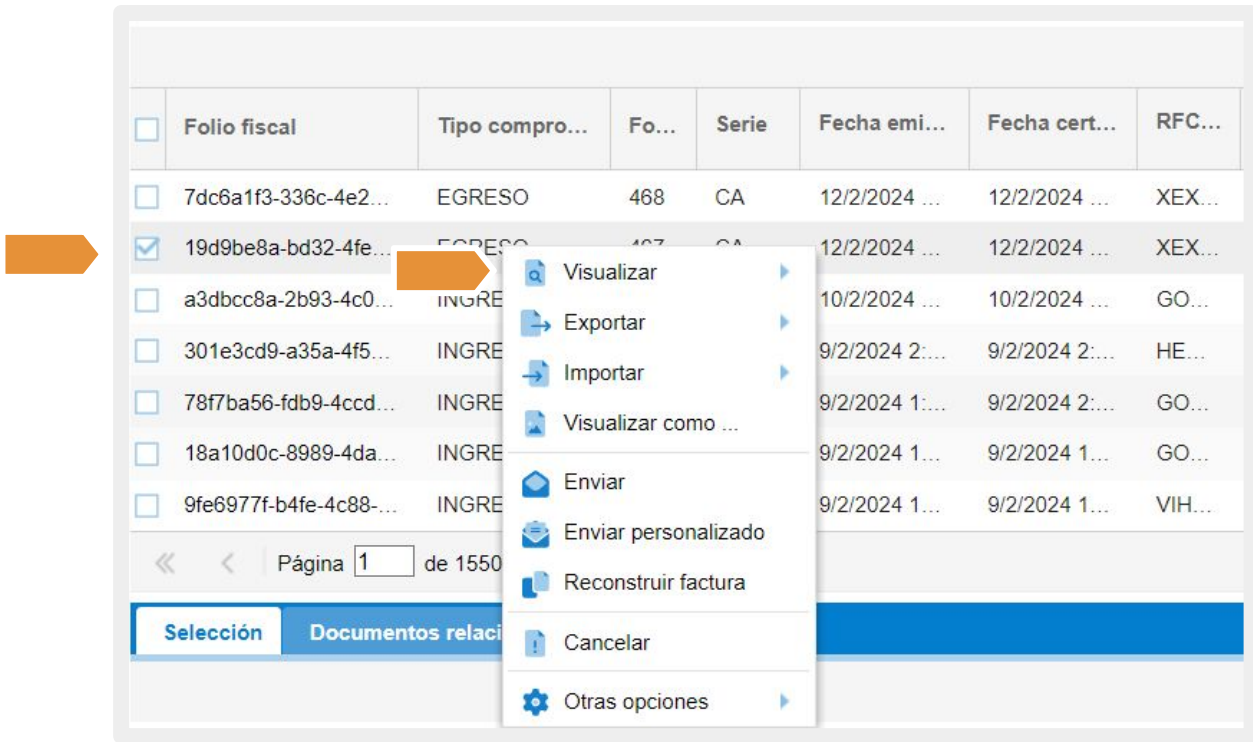 Folio fiscal Tipo compro... Fo... Serie Fecha emi... Fecha cert... RFC...
7dc6a1f3-336c-4e2... EGRESO 468 CA 12/2/2024 ... 12/2/2024 ... XEX...
19d9be8a-bd32-4fe... EGRESO 467 CA 12/2/2024 ... 12/2/2024 ... XEX...
a3dbcc8a-2b93-4c0... INGRE 10/2/2024 ... 10/2/2024 ... GO...
301e3cd9-a35a-4f5... INGRE 9/2/2024 2:... 9/2/2024 2:... HE...
78f7ba56-fdb9-4ccd... INGRE 9/2/2024 1:... 9/2/2024 2:... GO...
18a10d0c-8989-4da... INGRE 9/2/2024 1... 9/2/2024 1... GO...
9fe6977f-b4fe-4c88-... INGRE 9/2/2024 1... 9/2/2024 1... VIH...
Visualizar
Exportar
Importar
Visualizar como ...
Enviar
Enviar personalizado
Reconstruir factura
Cancelar
Otras opciones
Página 1 de 1550
Selección Documentos relaci